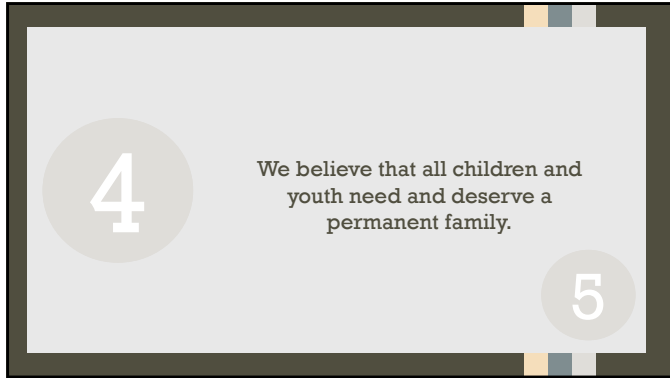 4
We believe that all children and
youth need and deserve a
permanent family.
5